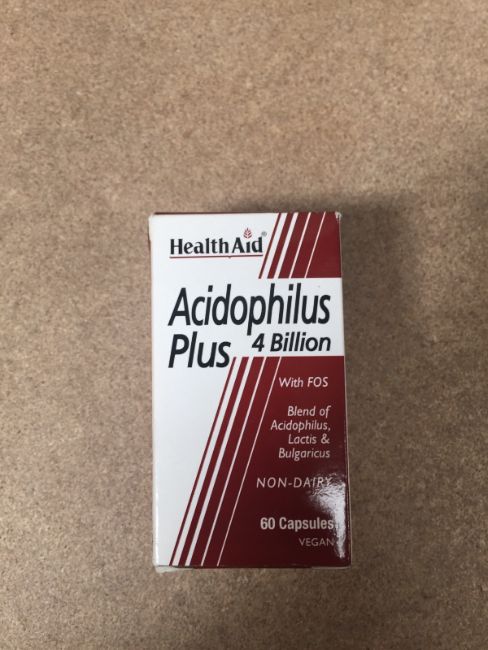 HealthAid®
Acidophilus
Plus 4 Billion
With FOS
Blend of
Acidophilus,
Lactis &
Bulgaricus
NON-DAIRY
60 Capsules
VEGAN